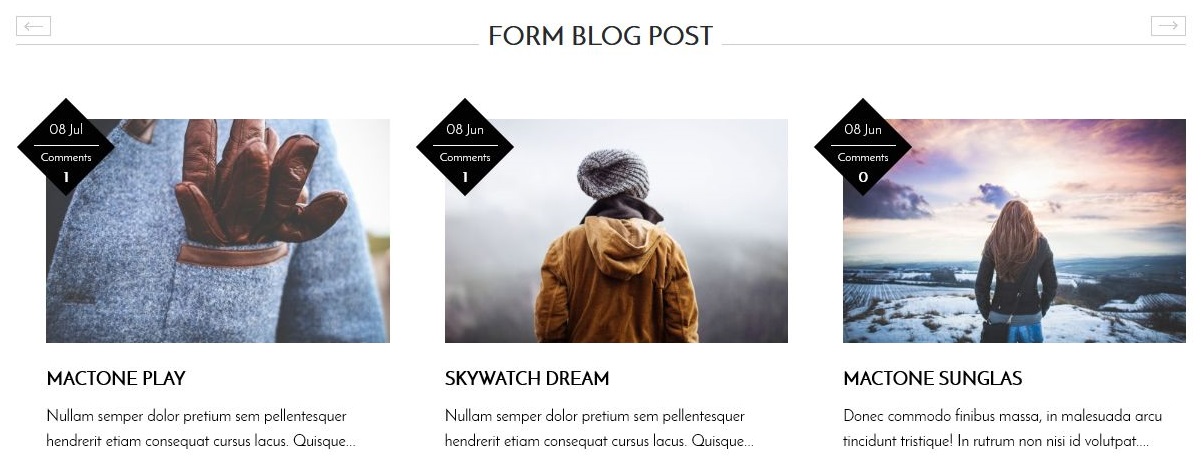 FORM BLOG POST
08 Jul
Comments
1
MACTONE PLAY
Nullam semper dolor pretium sem pellentesquer
hendrerit etiam consequat cursus lacus. Quisque...
08 Jun
Comments
1
SKYWATCH DREAM
Nullam semper dolor pretium sem pellentesquer
hendrerit etiam consequat cursus lacus. Quisque...
08 Jun
Comments
0
MACTONE SUNGLAS
Donec commodo finibus massa, in malesuada arcu
tincidunt tristique! In rutrum non nisi id volutpat....